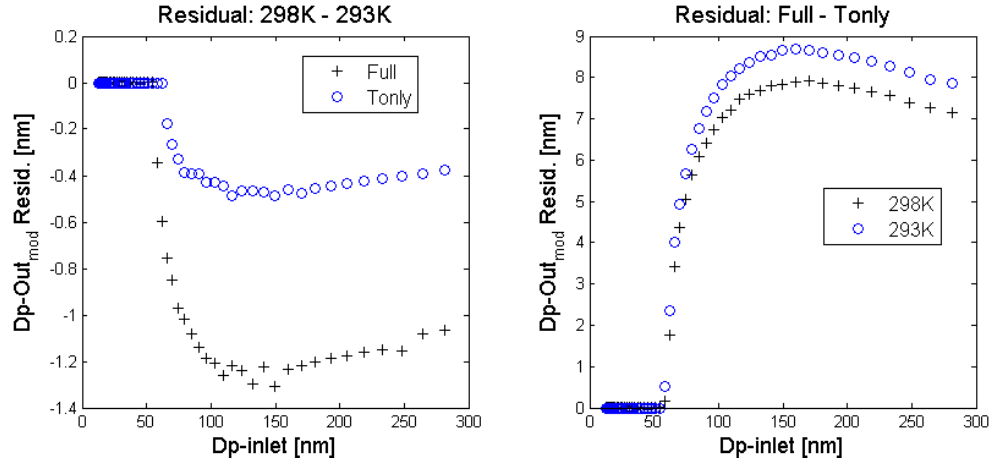 Residual: 298K - 293K
0.2
0
-0.2
-0.4
-0.6
-0.8
-1
-1.2
-1.4
Dp-Out_mod Resid. [nm]
Full
Tonly
0 50 100 150 200 250 300
Dp-inlet [nm]
Residual: Full - Tonly
9
8
7
6
5
4
3
2
1
0
Dp-Out_mod Resid. [nm]
298K
293K
0 50 100 150 200 250 300
Dp-inlet [nm]